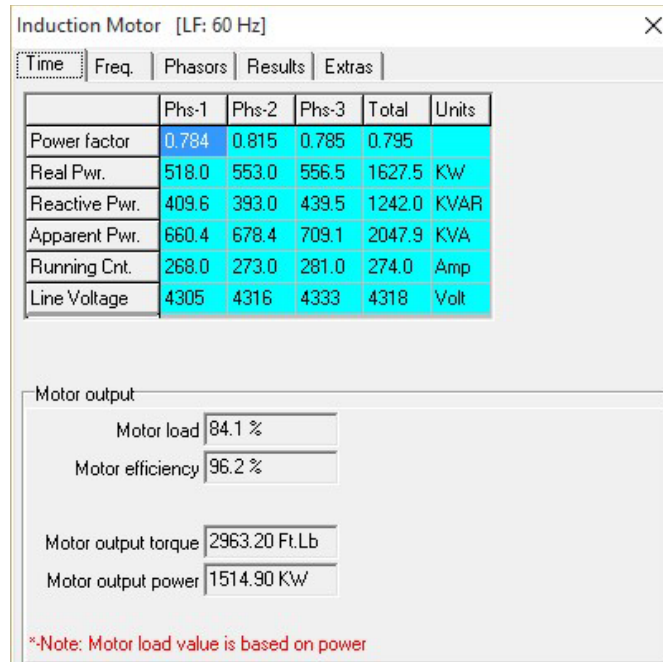 Induction Motor [LF: 60 Hz]
Time Freq. Phasors Results Extras
Phs-1 Phs-2 Phs-3 Total Units
Power factor 0.784 0.815 0.785 0.795
Real Pwr. 518.0 553.0 556.5 1627.5 KW
Reactive Pwr. 409.6 393.0 439.5 1242.0 KVAR
Apparent Pwr. 660.4 678.4 709.1 2047.9 KVA
Running Cnt. 268.0 273.0 281.0 274.0 Amp
Line Voltage 4305 4316 4333 4318 Volt
Motor output
Motor load 84.1 %
Motor efficiency 96.2 %
Motor output torque 2963.20 Ft.Lb
Motor output power 1514.90 KW
*-Note: Motor load value is based on power